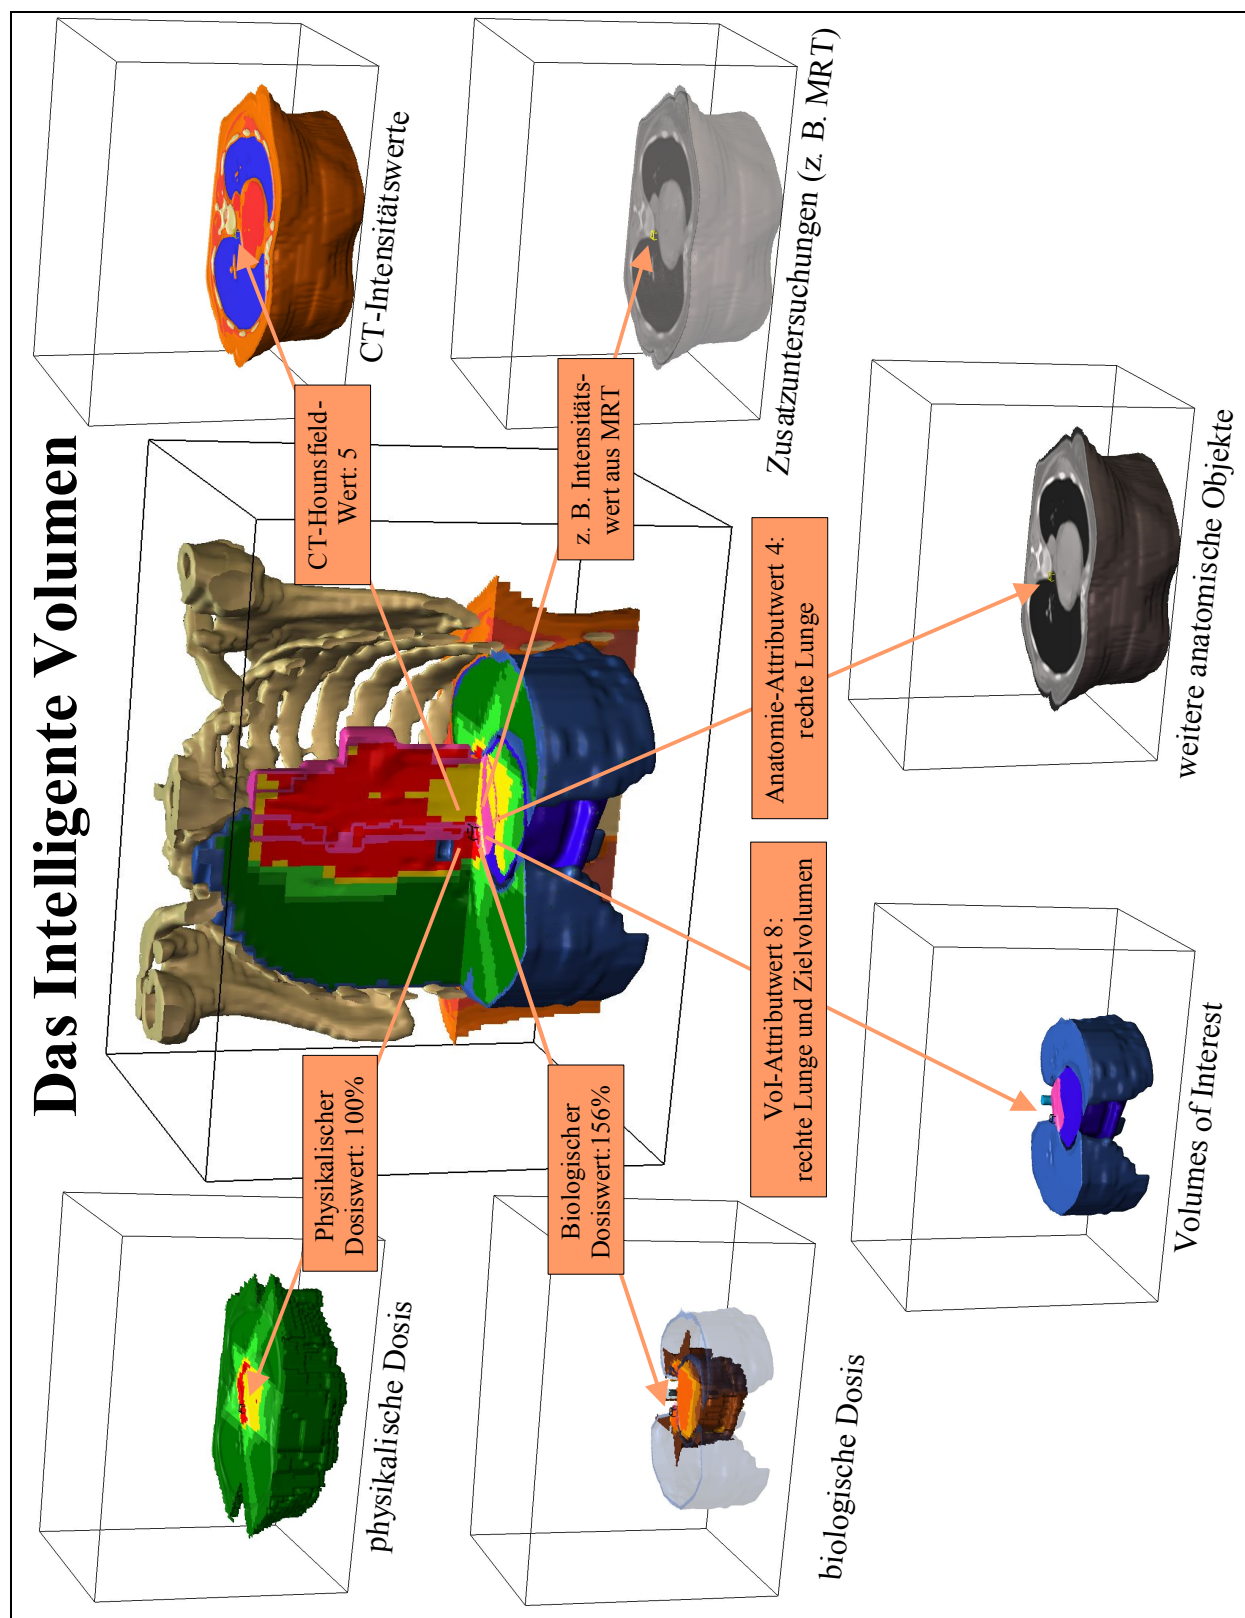 Das Intelligente Volumen
physikalische Dosis
Physikalischer
Dosiswert: 100%
CT-Hounsfield-
Wert: 5
CT-Intensitätswerte
biologische Dosis
Biologischer
Dosiswert:156%
z. B. Intensitäts-
wert aus MRT
Zusatzuntersuchungen (z. B. MRT)
VoI-Attributwert 8:
rechte Lunge und Zielvolumen
Anatomie-Attributwert 4:
rechte Lunge
Volumes of Interest
weitere anatomische Objekte